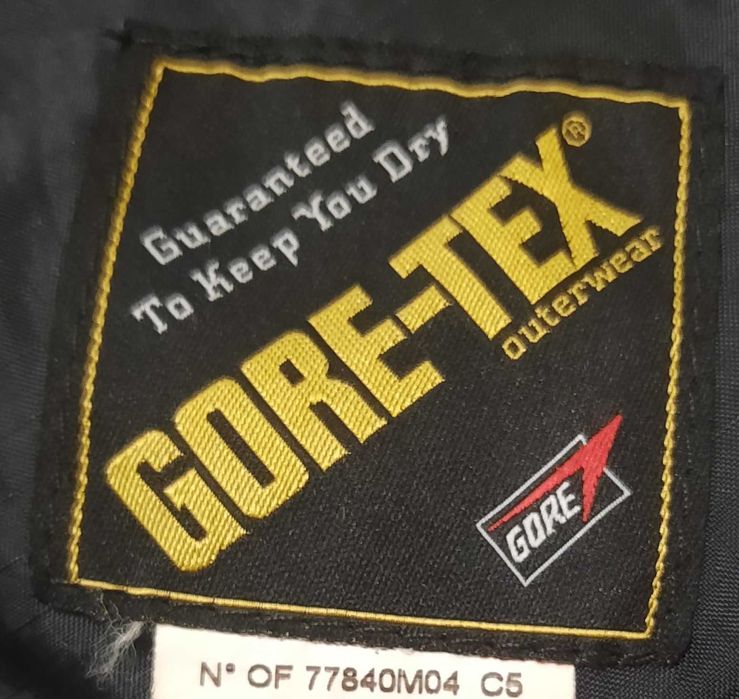 Guaranteed
To Keep You Dry
GORE-TEX®
outerwear
GORE
N° OF 77840M04 C5